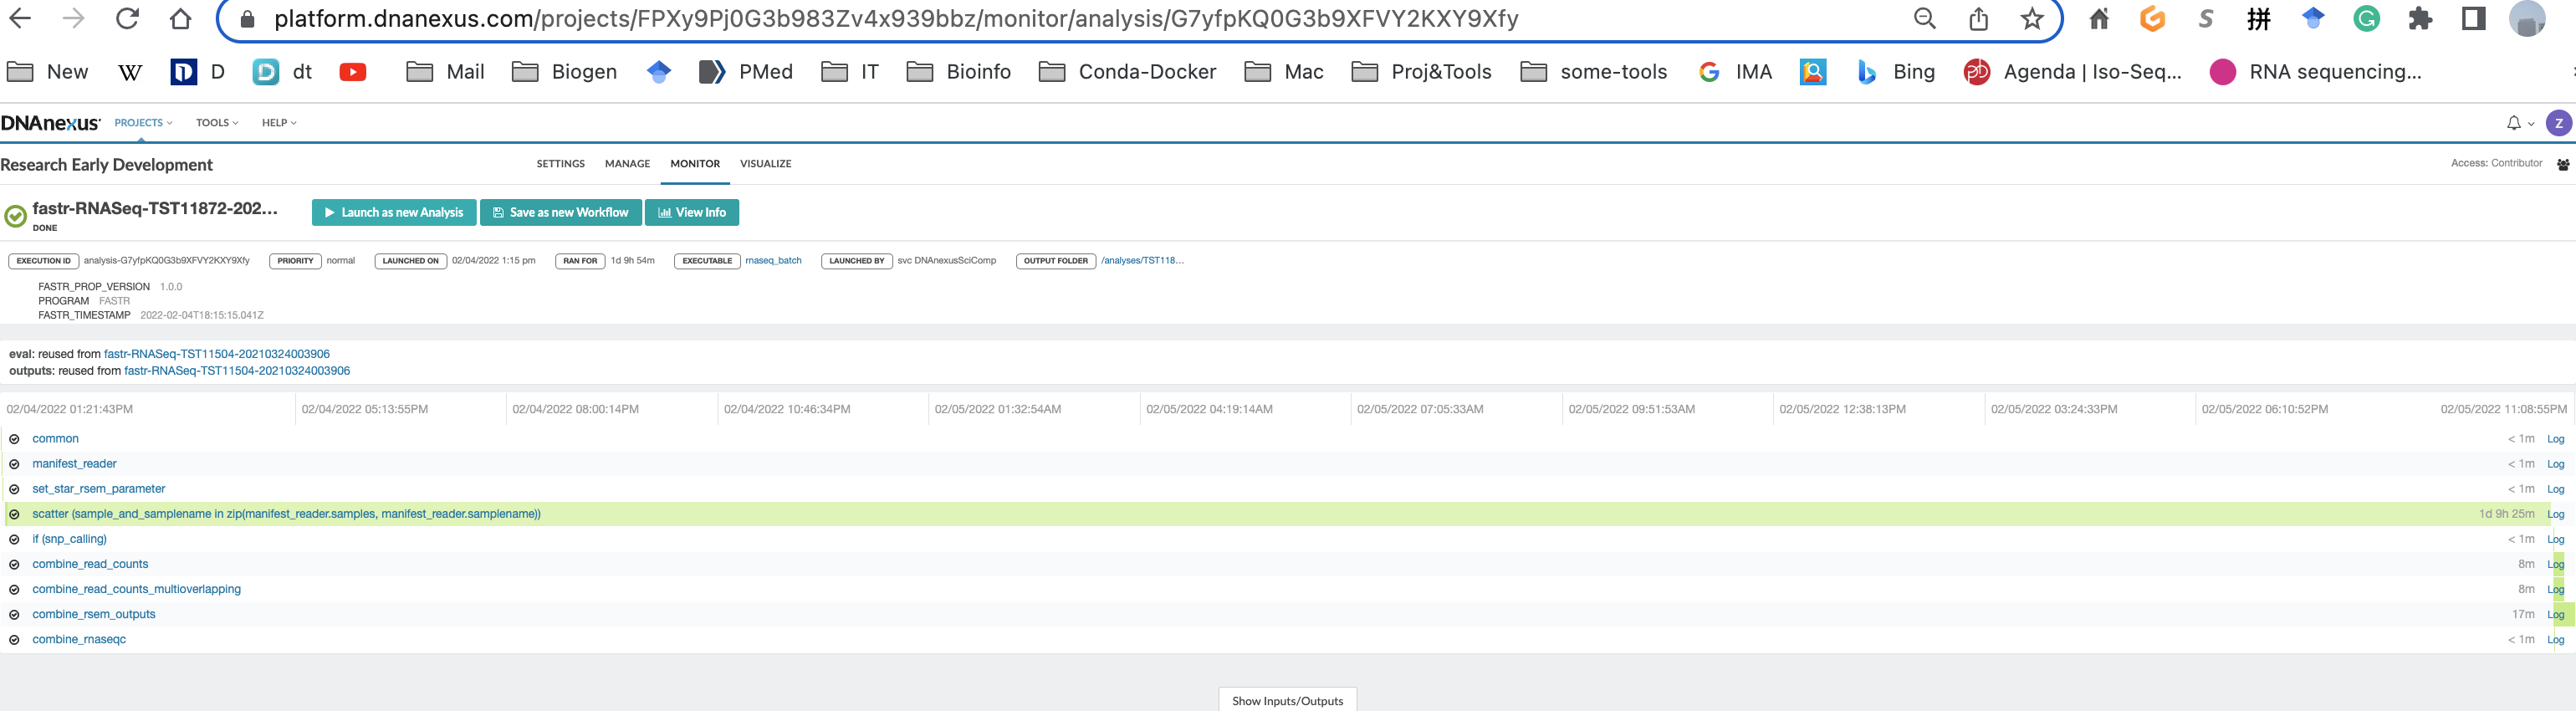 platform.dnanexus.com/projects/FPXy9Pj0G3b983Zv4x939bbz/monitor/analysis/G7yfpKQ0G3b9XFVY2KXY9Xfy S 拼 G
New W D D D dt Mail Biogen PMed IT Bioinfo Conda-Docker Mac Proj&Tools some-tools G IMA Bing PD Agenda | Iso-Seq... RNA sequencing...
DNAnexus PROJECTS TOOLS HELP Z
Research Early Development SETTINGS MANAGE MONITOR VISUALIZE Access: Contributor
fastr-RNASeq-TST11872-202... Launch as new Analysis Save as new Workflow View Info
DONE
EXECUTION ID analysis-G7yfpKQ0G3b9XFVY2KXY9Xfy PRIORITY normal LAUNCHED ON 02/04/2022 1:15 pm RAN FOR 1d 9h 54m EXECUTABLE rnaseq_batch LAUNCHED BY svc DNAnexusSciComp OUTPUT FOLDER /analyses/TST118...
FASTR_PROP_VERSION 1.0.0
PROGRAM FASTR
FASTR_TIMESTAMP 2022-02-04T18:15:15.041Z
eval: reused from fastr-RNASeq-TST11504-20210324003906
outputs: reused from fastr-RNASeq-TST11504-20210324003906
02/04/2022 01:21:43PM 02/04/2022 05:13:55PM 02/04/2022 08:00:14PM 02/04/2022 10:46:34PM 02/05/2022 01:32:54AM 02/05/2022 04:19:14AM 02/05/2022 07:05:33AM 02/05/2022 09:51:53AM 02/05/2022 12:38:13PM 02/05/2022 03:24:33PM 02/05/2022 06:10:52PM 02/05/2022 11:08:55PM
common < 1m Log
manifest_reader < 1m Log
set_star_rsem_parameter < 1m Log
scatter (sample_and_samplename in zip(manifest_reader.samples, manifest_reader.samplename)) 1d 9h 25m Log
if (snp_calling) < 1m Log
combine_read_counts 8m Log
combine_read_counts_multioverlapping 8m Log
combine_rsem_outputs 17m Log
combine_rnaseqc < 1m Log
Show Inputs/Outputs